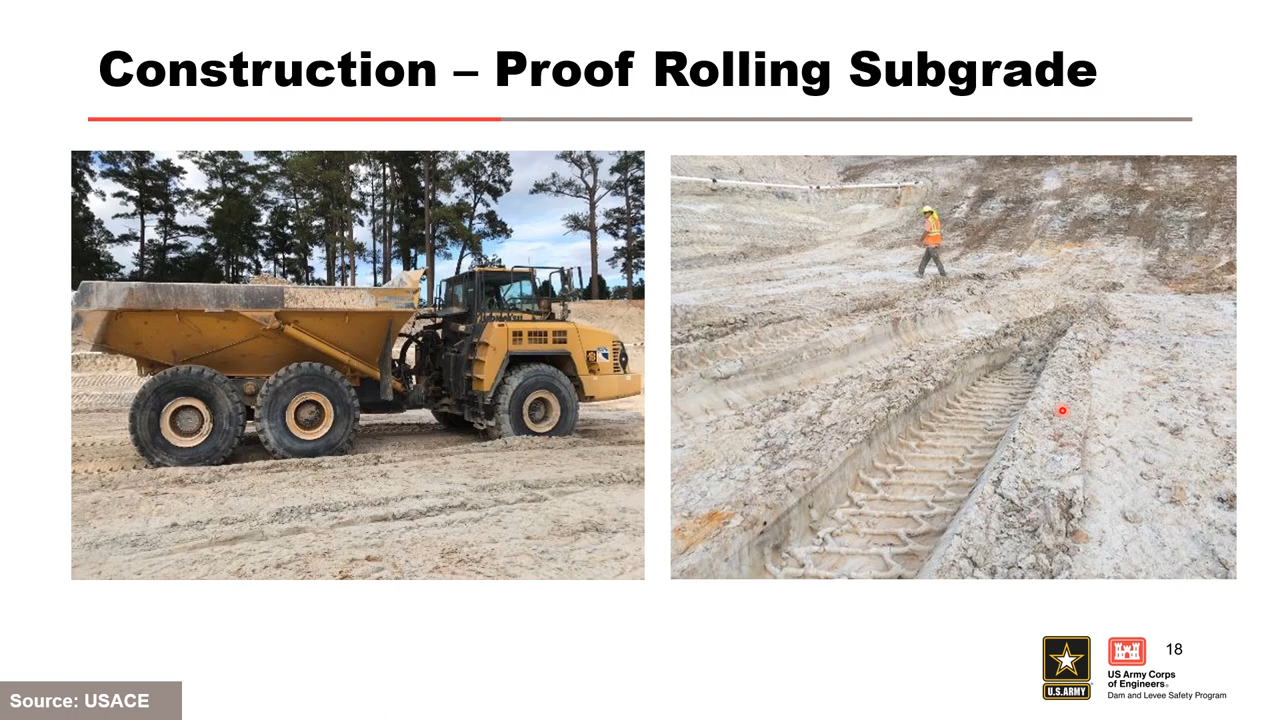 Construction – Proof Rolling Subgrade
18
U.S.ARMY
US Army Corps
of Engineers®
Dam and Levee Safety Program
Source: USACE